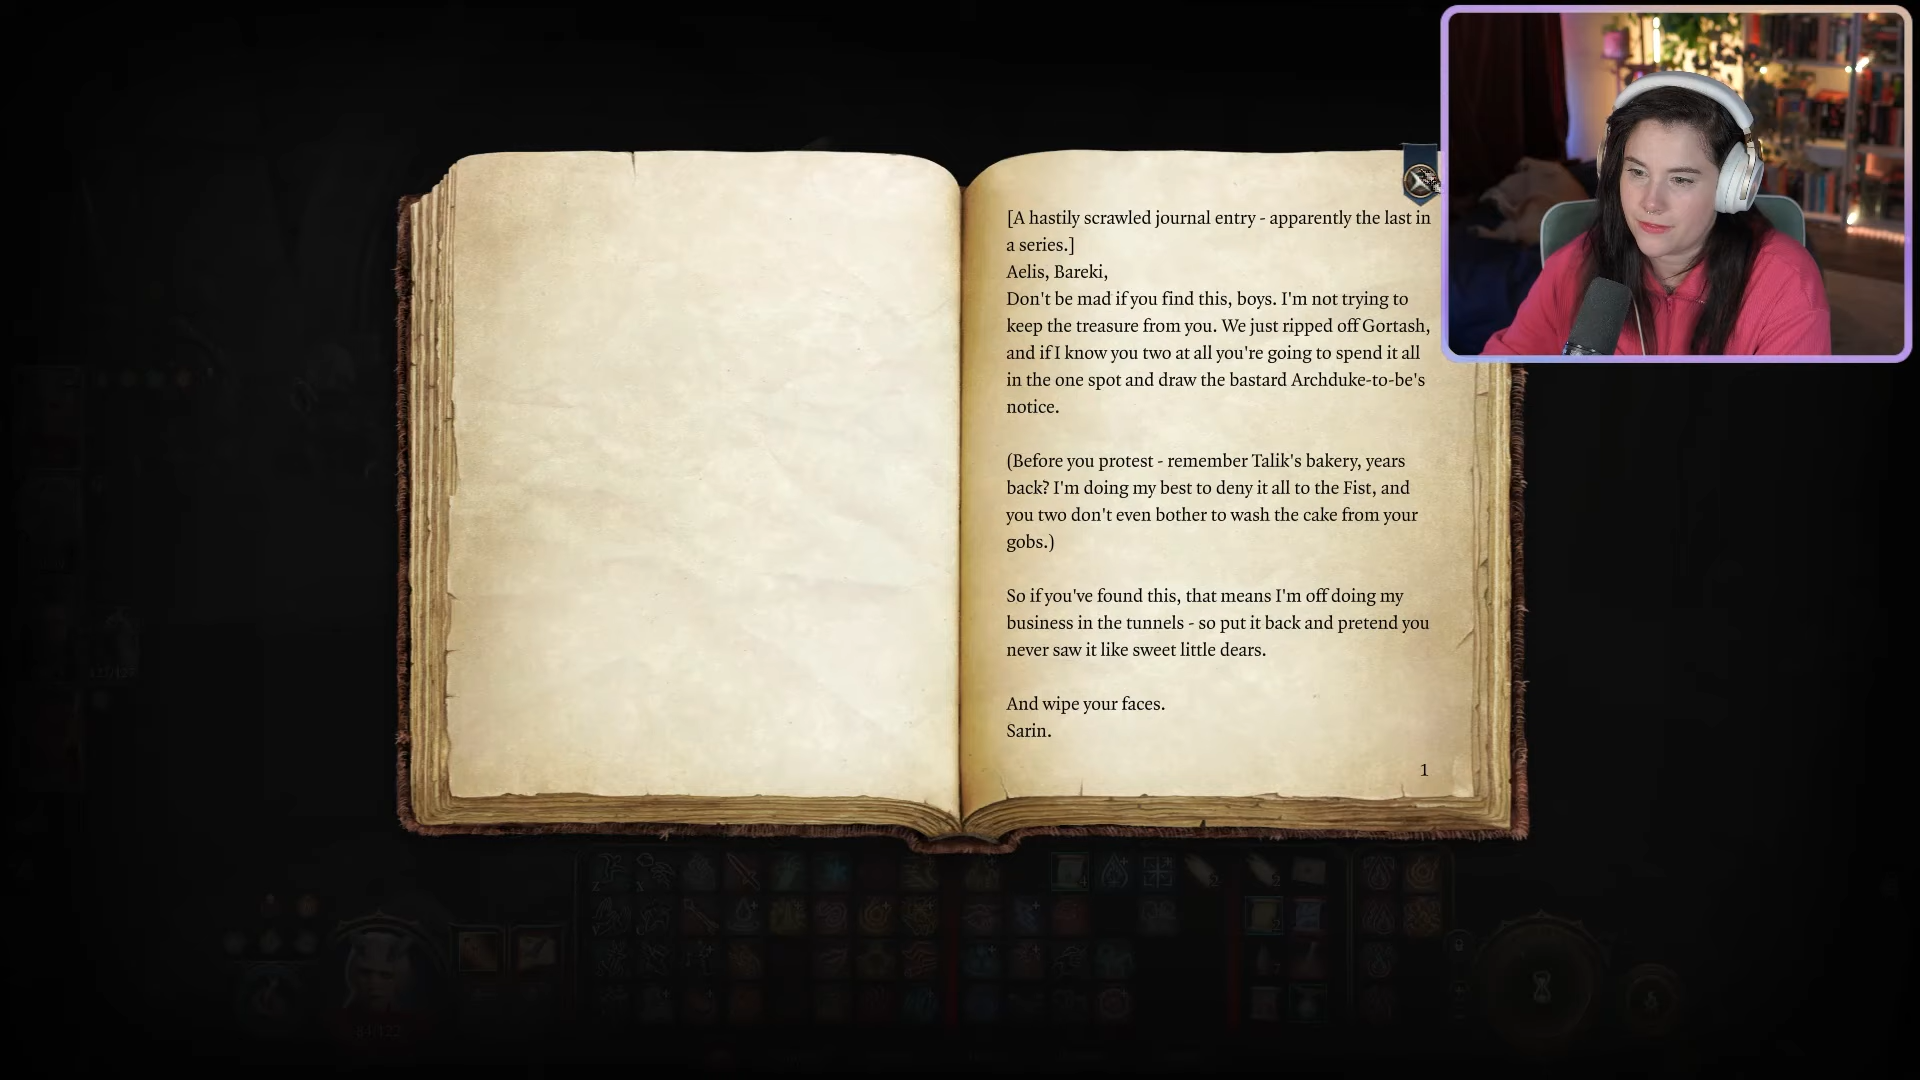 [A hastily scrawled journal entry - apparently the last in
a series.]
Aelis, Bareki,
Don't be mad if you find this, boys. I'm not trying to
keep the treasure from you. We just ripped off Gortash,
and if I know you two at all you're going to spend it all
in the one spot and draw the bastard Archduke-to-be's
notice.
(Before you protest - remember Talik's bakery, years
back? I'm doing my best to deny it all to the Fist, and
you two don't even bother to wash the cake from your
gobs.)
So if you've found this, that means I'm off doing my
business in the tunnels - so put it back and pretend you
never saw it like sweet little dears.
And wipe your faces.
Sarin.
1